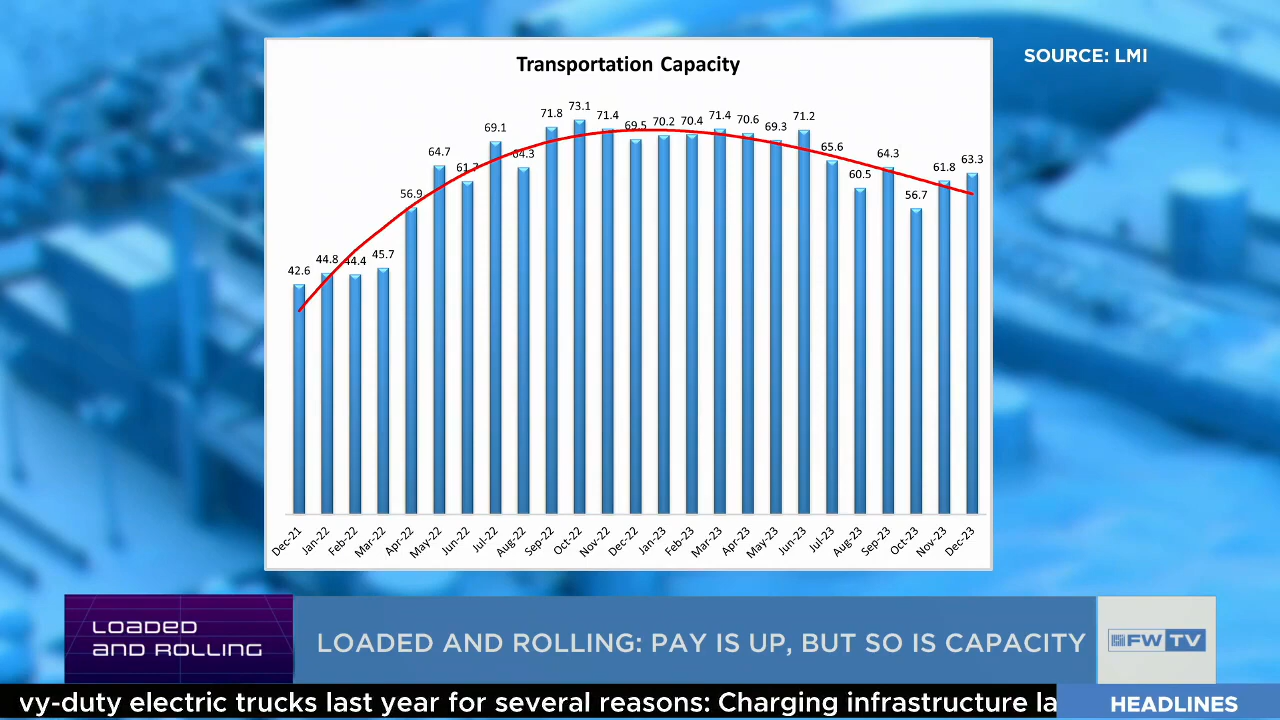 Transportation Capacity
SOURCE: LMI
42.6
44.8
44.4
45.7
56.9
64.7
61.7
69.1
64.3
71.8
73.1
71.4
69.5
70.2
70.4
71.4
70.6
69.3
71.2
65.6
60.5
64.3
56.7
61.8
63.3
Dec-21
Jan-22
Feb-22
Mar-22
Apr-22
May-22
Jun-22
Jul-22
Aug-22
Sep-22
Oct-22
Nov-22
Dec-22
Jan-23
Feb-23
Mar-23
Apr-23
May-23
Jun-23
Jul-23
Aug-23
Sep-23
Oct-23
Nov-23
Dec-23
LOADED
AND ROLLING
LOADED AND ROLLING: PAY IS UP, BUT SO IS CAPACITY
FW TV
vy-duty electric trucks last year for several reasons: Charging infrastructure la
HEADLINES